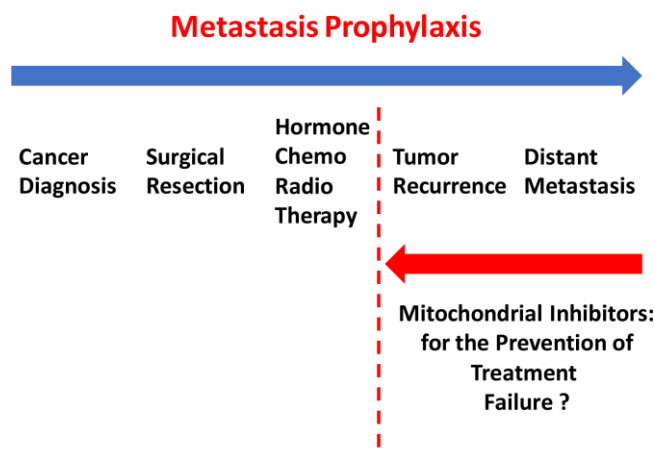 Metastasis Prophylaxis
Cancer
Diagnosis
Surgical
Resection
Hormone
Chemo
Radio
Therapy
Tumor
Recurrence
Distant
Metastasis
Mitochondrial Inhibitors:
for the Prevention of
Treatment
Failure ?